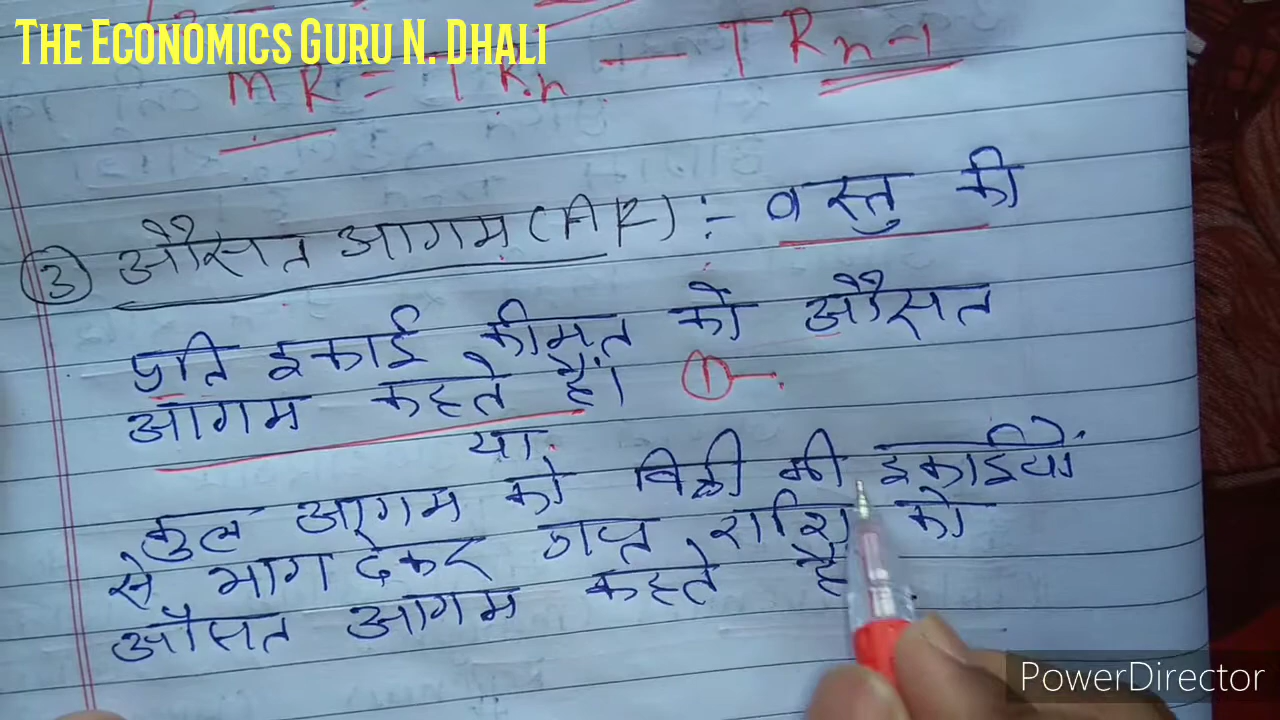 The Economics Guru N. Dhali
MR = TRn — TRn-1
③ औसत आगम (AR) :- वस्तु की
प्रति इकाई कीमत को औसत
आगम कहते हैं। ①—
या
कुल आगम को बिक्री की इकाईयों
से भाग देकर प्राप्त राशि को
औसत आगम कहते है
PowerDirector